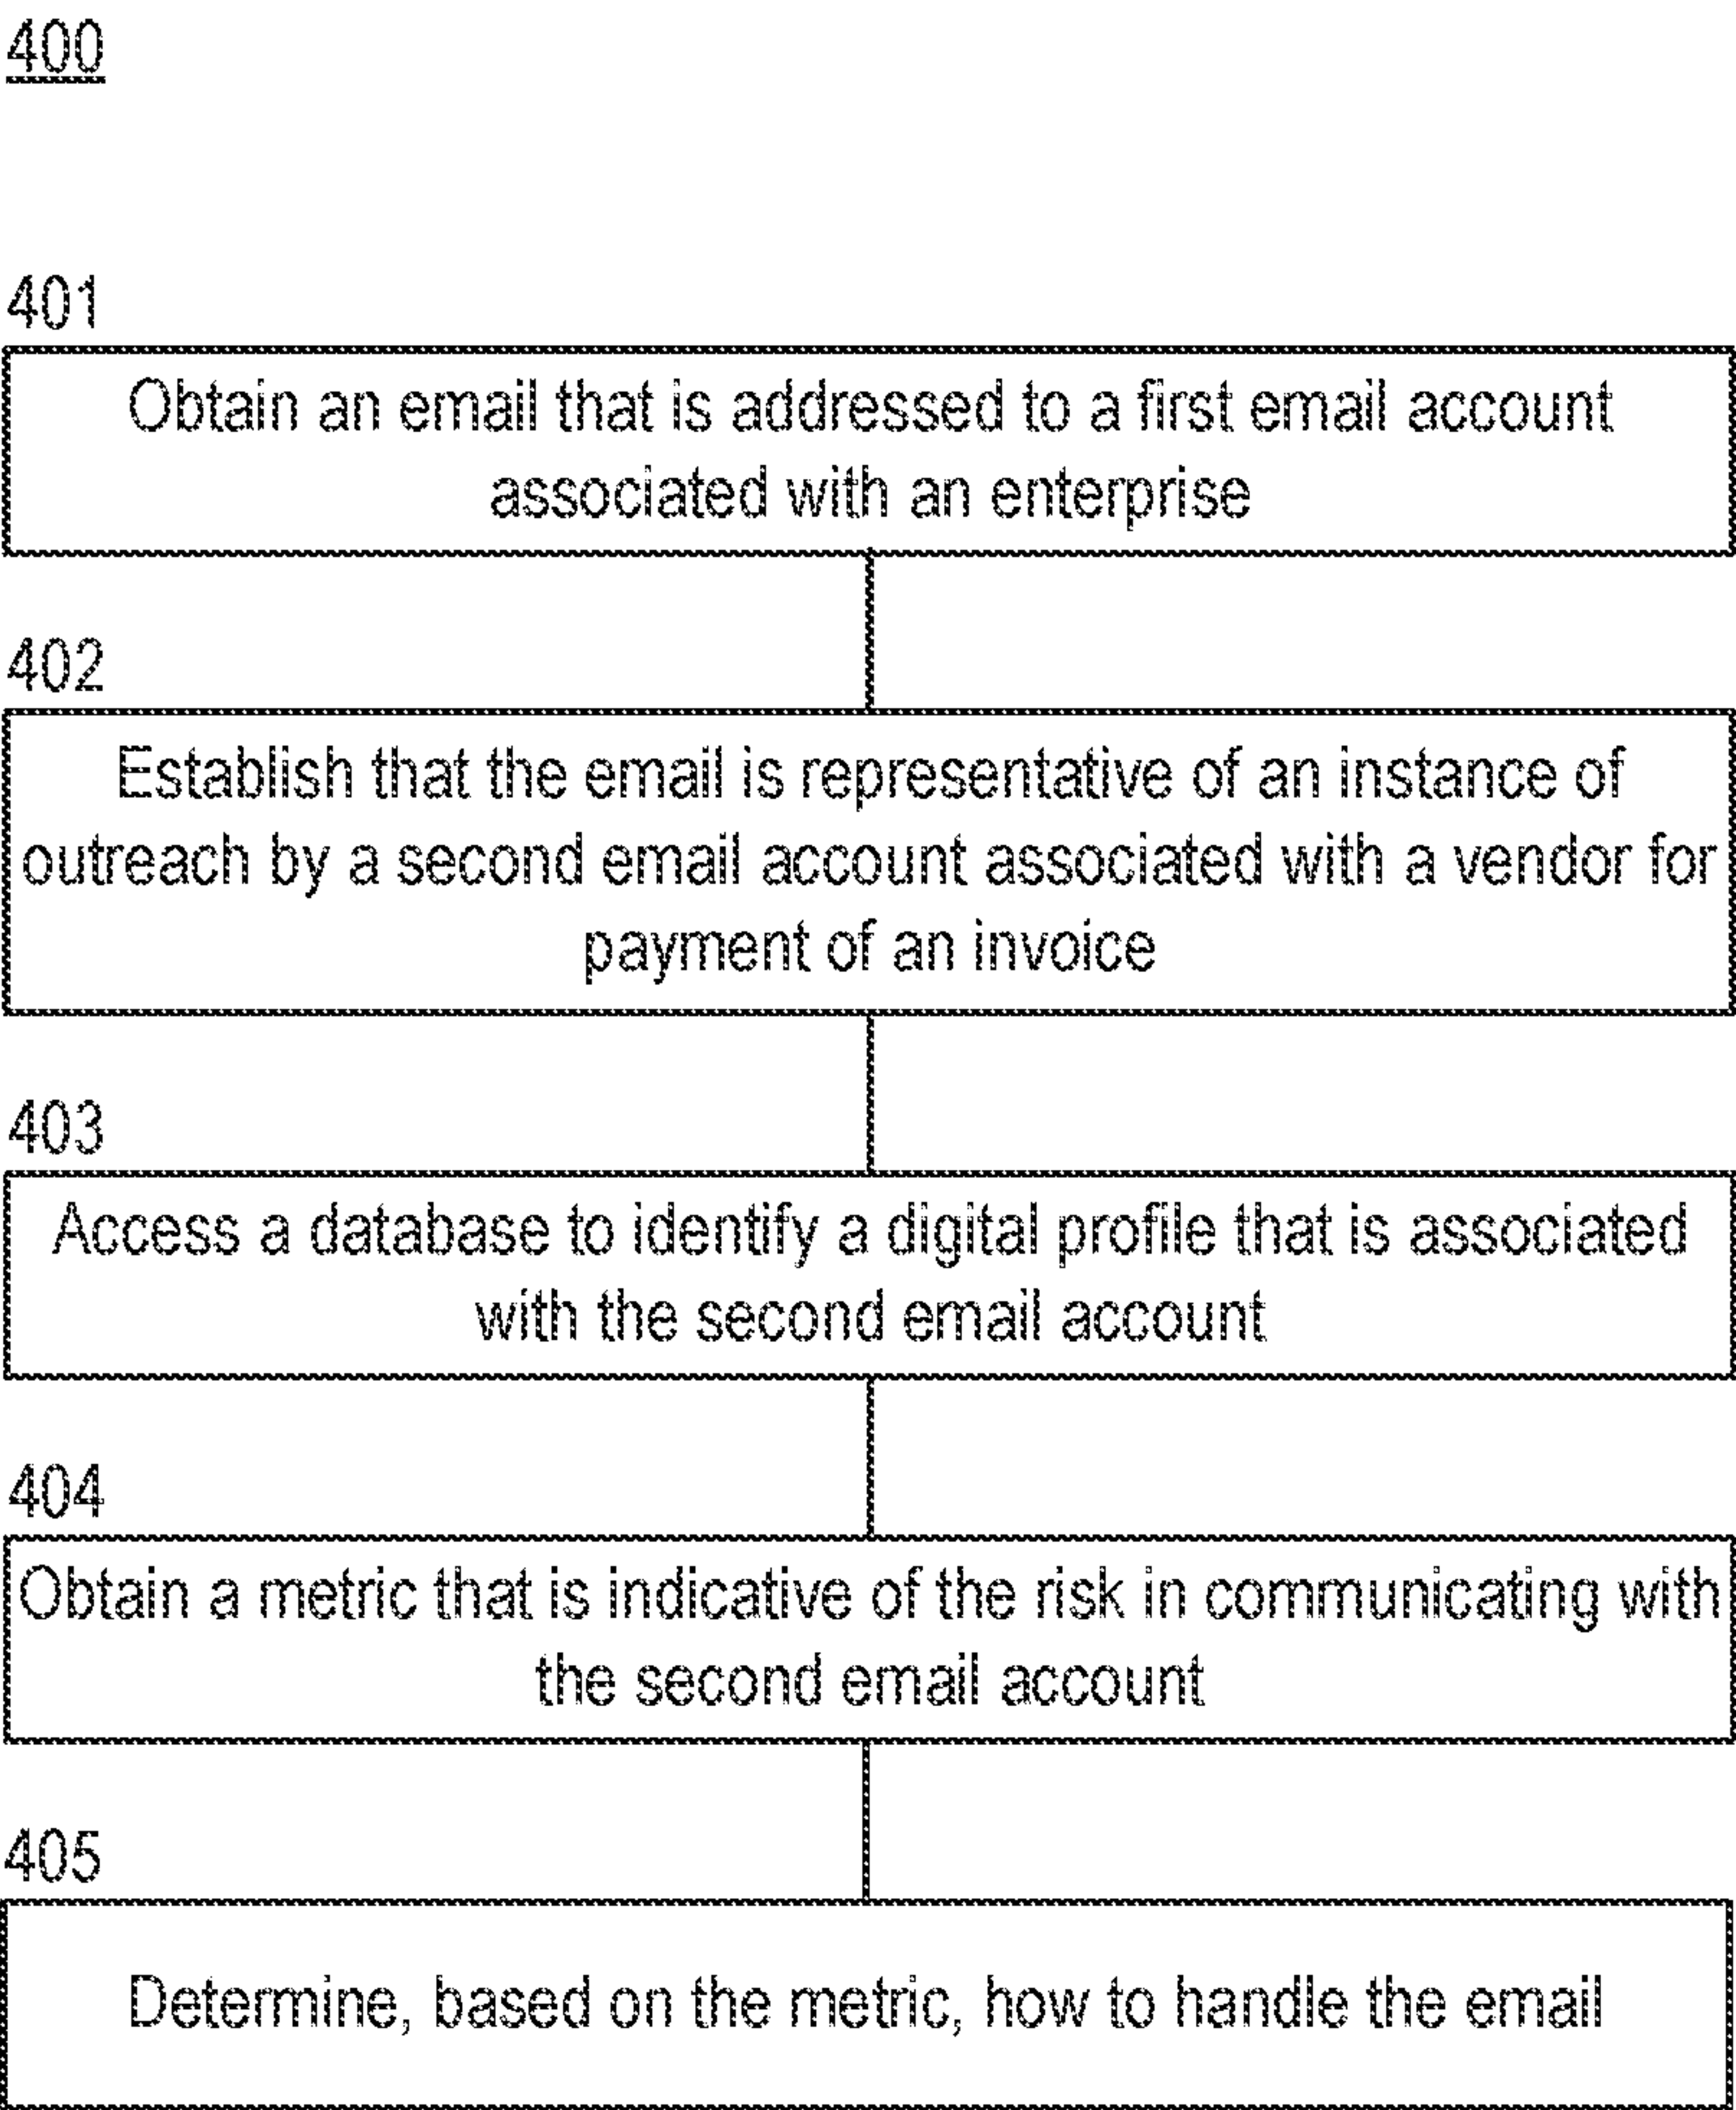 400
401
Obtain an email that is addressed to a first email account
associated with an enterprise
402
Establish that the email is representative of an instance of
outreach by a second email account associated with a vendor for
payment of an invoice
403
Access a database to identify a digital profile that is associated
with the second email account
404
Obtain a metric that is indicative of the risk in communicating with
the second email account
405
Determine, based on the metric, how to handle the email